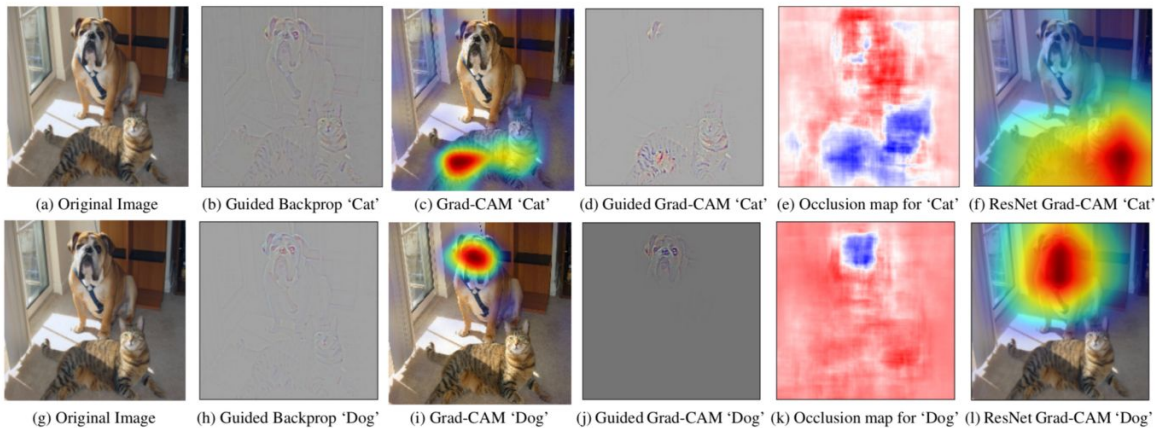 (a) Original Image (b) Guided Backprop ‘Cat’ (c) Grad-CAM ‘Cat’ (d) Guided Grad-CAM ‘Cat’ (e) Occlusion map for ‘Cat’ (f) ResNet Grad-CAM ‘Cat’
(g) Original Image (h) Guided Backprop ‘Dog’ (i) Grad-CAM ‘Dog’ (j) Guided Grad-CAM ‘Dog’ (k) Occlusion map for ‘Dog’ (l) ResNet Grad-CAM ‘Dog’